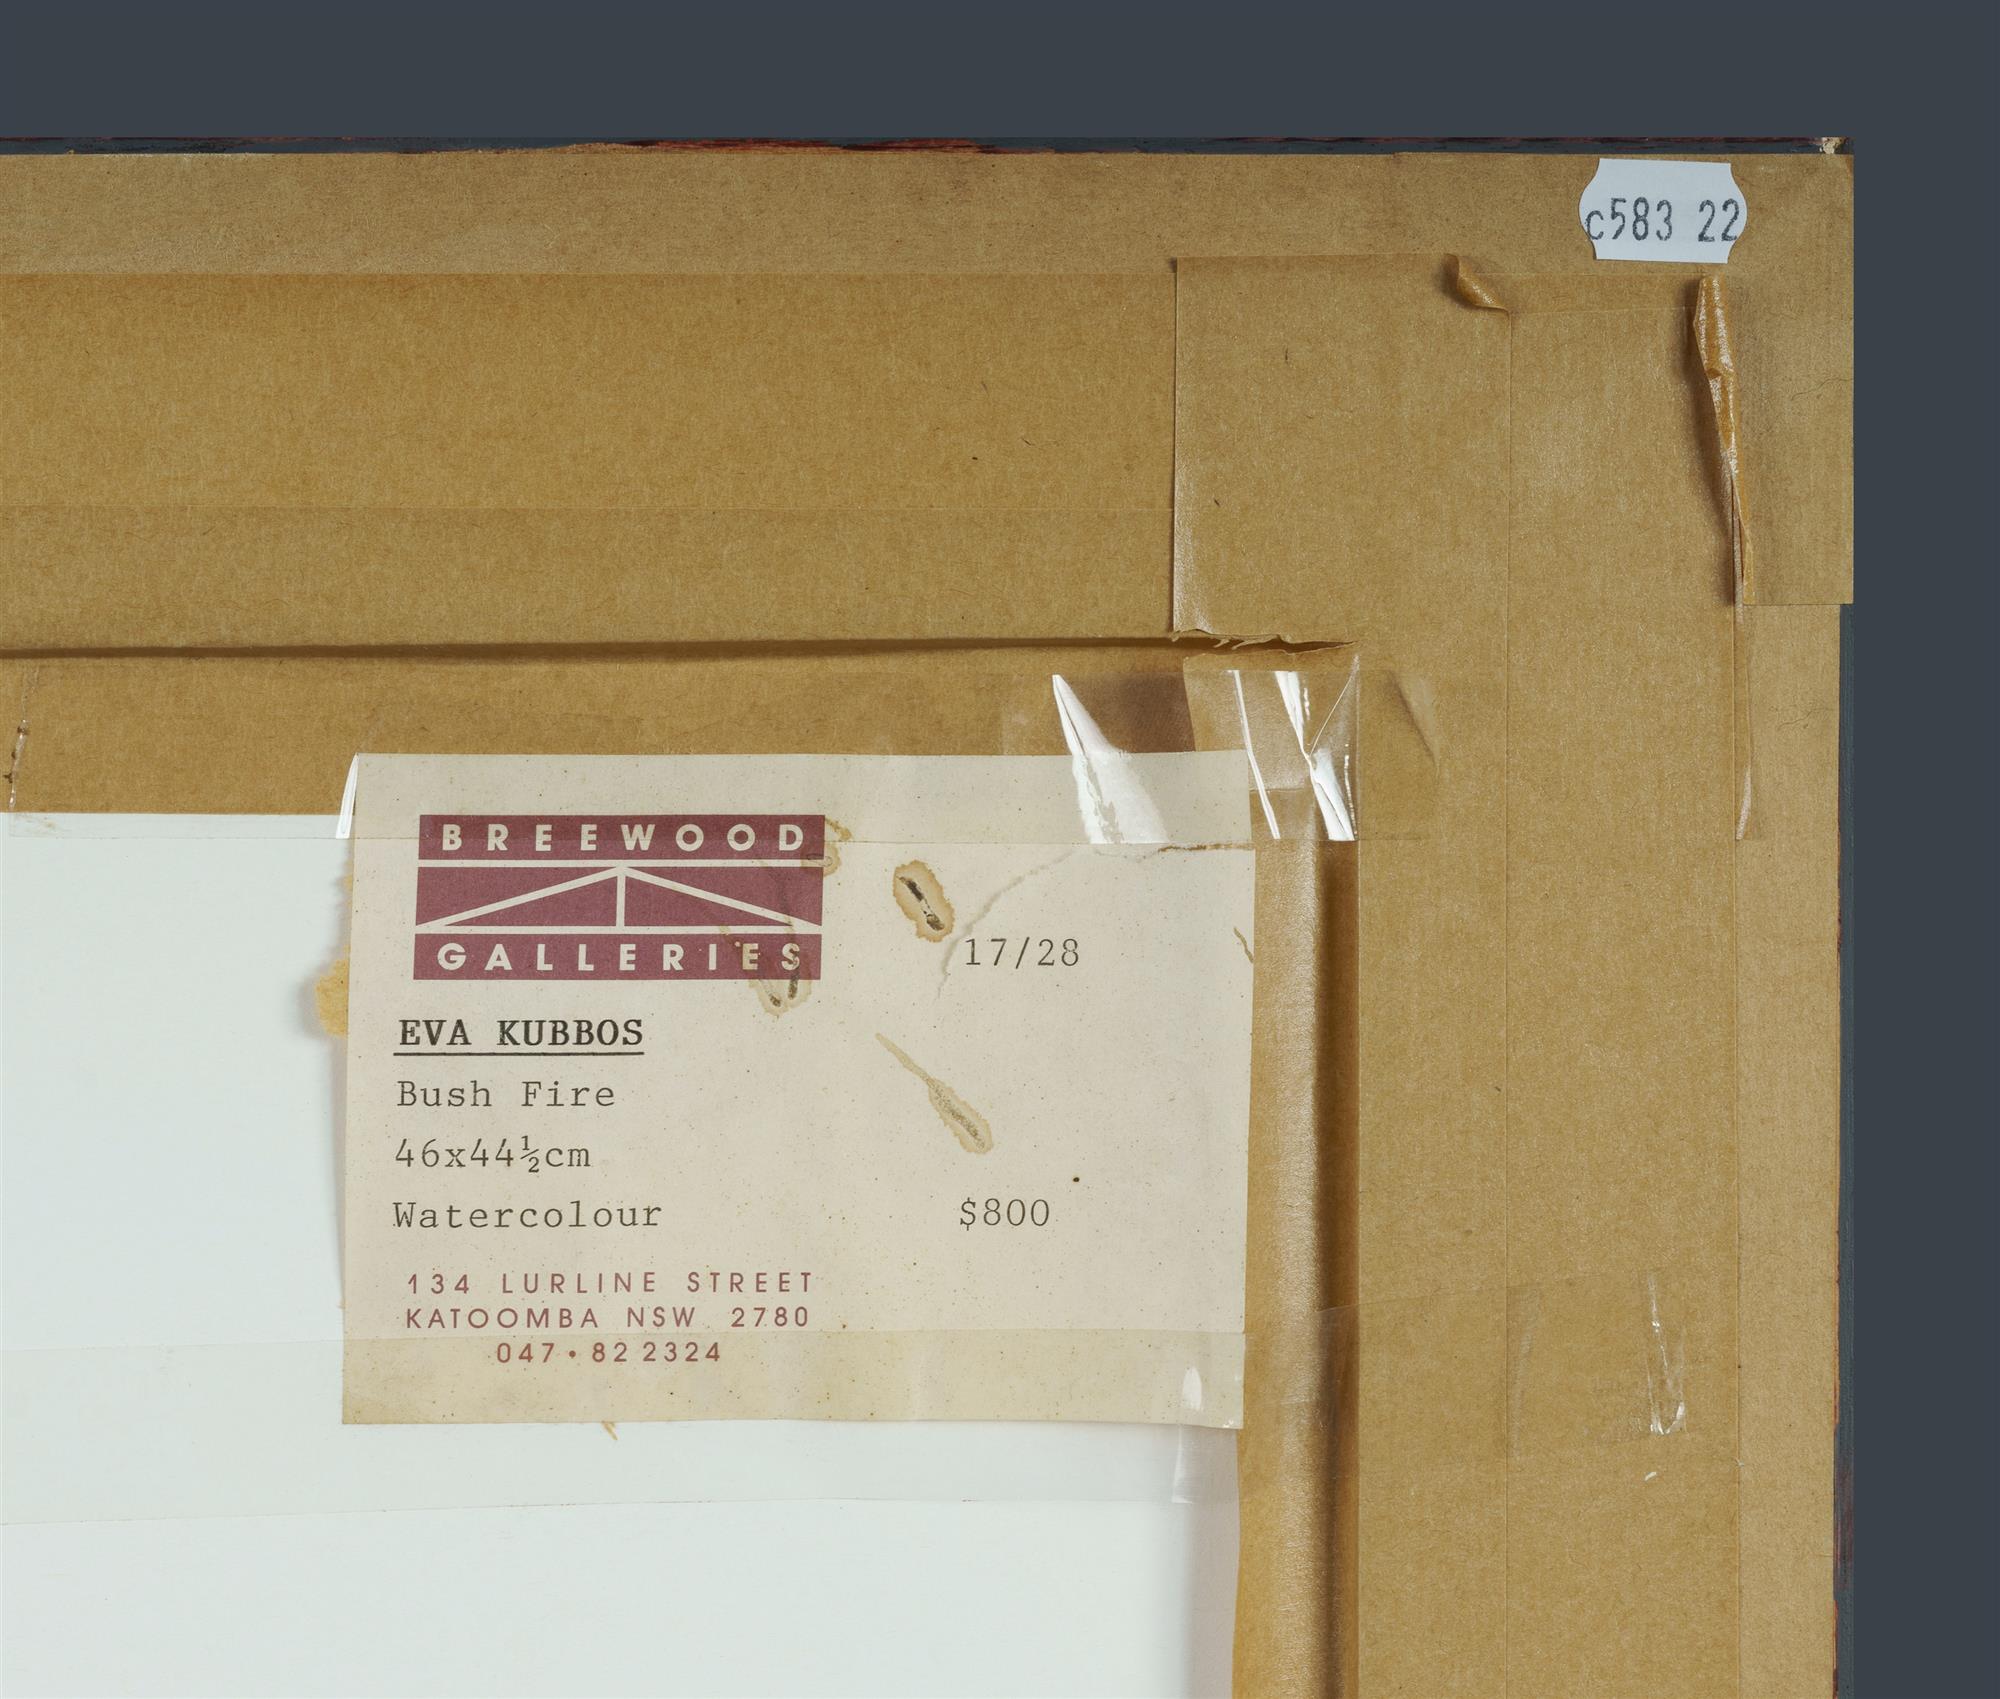 c583 22
BREEWOOD
GALLERIES
17/28
EVA KUBBOS
Bush Fire
46x44½cm
Watercolour $800
134 LURLINE STREET
KATOOMBA NSW 2780
047 • 82 2324